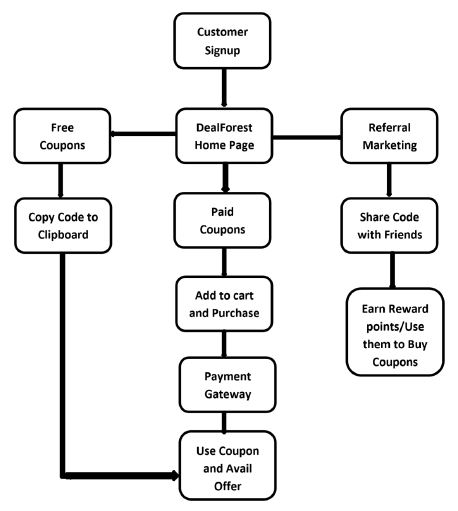 Customer
Signup
Free
Coupons
DealForest
Home Page
Referral
Marketing
Copy Code to
Clipboard
Paid
Coupons
Share Code
with Friends
Add to cart
and Purchase
Earn Reward
points/Use
them to Buy
Coupons
Payment
Gateway
Use Coupon
and Avail
Offer